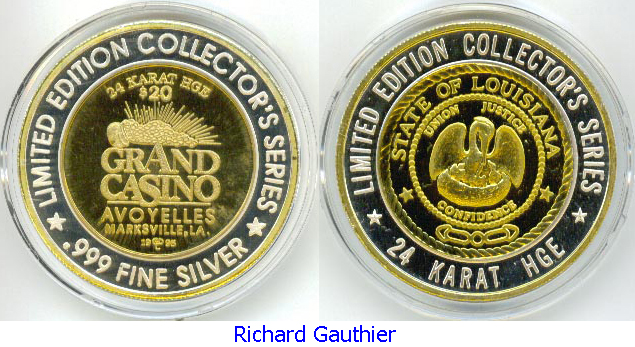 LIMITED EDITION COLLECTOR'S SERIES
24 KARAT HGE
$20
GRAND
CASINO
AVOYELLES
MARKSVILLE, LA.
1995
.999 FINE SILVER
LIMITED EDITION COLLECTOR'S SERIES
STATE OF LOUISIANA
UNION JUSTICE
CONFIDENCE
24 KARAT HGE
Richard Gauthier